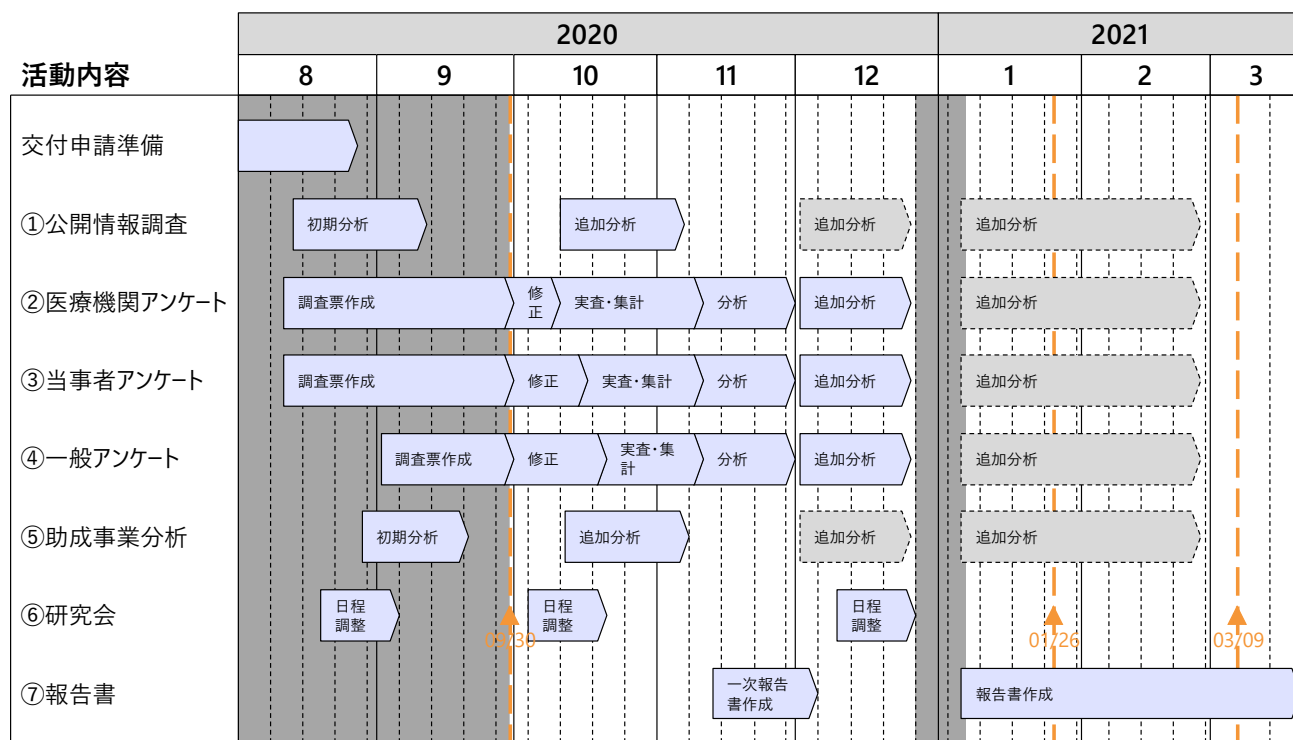 2020 2021
活動内容 8 9 10 11 12 1 2 3
交付申請準備
①公開情報調査 初期分析 追加分析 追加分析 追加分析
②医療機関アンケート 調査票作成 修 実査・集計 分析 追加分析 追加分析
正
③当事者アンケート 調査票作成 修正 実査・集計 分析 追加分析 追加分析
④一般アンケート 調査票作成 修正 実査・集 分析 追加分析 追加分析
計
⑤助成事業分析 初期分析 追加分析 追加分析 追加分析
⑥研究会 日程 日程 日程
調整 調整 調整
09/30 01/26 03/09
⑦報告書 一次報告 報告書作成
書作成